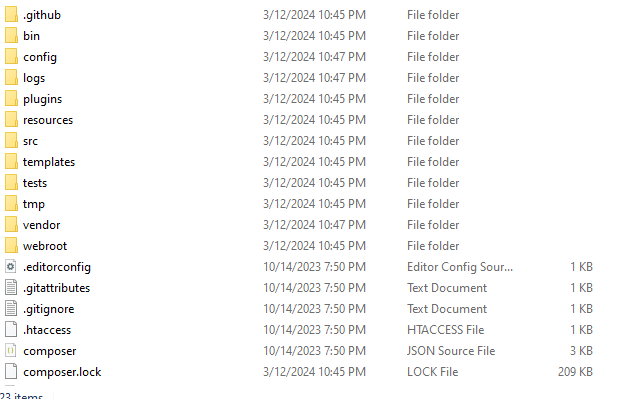 .github 3/12/2024 10:45 PM File folder
bin 3/12/2024 10:45 PM File folder
config 3/12/2024 10:47 PM File folder
logs 3/12/2024 10:47 PM File folder
plugins 3/12/2024 10:45 PM File folder
resources 3/12/2024 10:45 PM File folder
src 3/12/2024 10:45 PM File folder
templates 3/12/2024 10:45 PM File folder
tests 3/12/2024 10:45 PM File folder
tmp 3/12/2024 10:45 PM File folder
vendor 3/12/2024 10:47 PM File folder
webroot 3/12/2024 10:45 PM File folder
.editorconfig 10/14/2023 7:50 PM Editor Config Sour... 1 KB
.gitattributes 10/14/2023 7:50 PM Text Document 1 KB
.gitignore 10/14/2023 7:50 PM Text Document 1 KB
.htaccess 10/14/2023 7:50 PM HTACCESS File 1 KB
composer 10/14/2023 7:50 PM JSON Source File 3 KB
composer.lock 3/12/2024 10:45 PM LOCK File 209 KB
23 items